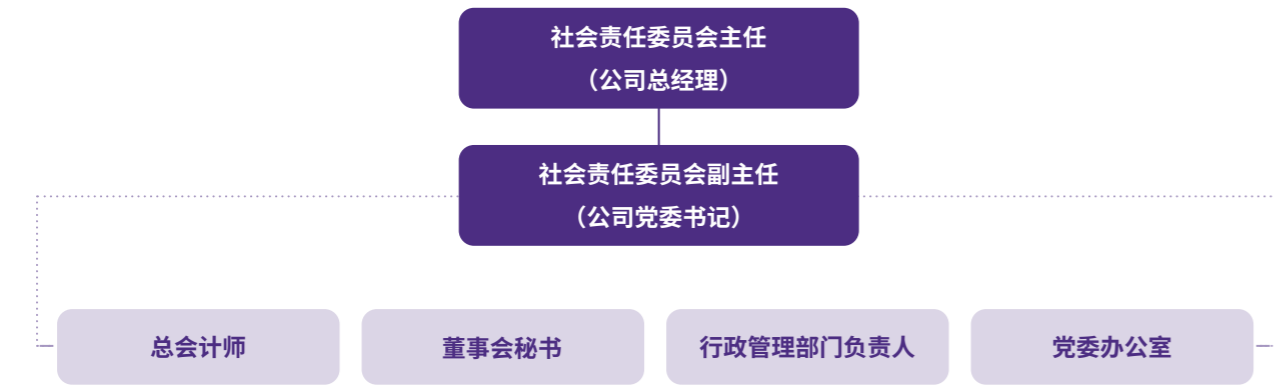 社会责任委员会主任
（公司总经理）
社会责任委员会副主任
（公司党委书记）
总会计师
董事会秘书
行政管理部门负责人
党委办公室